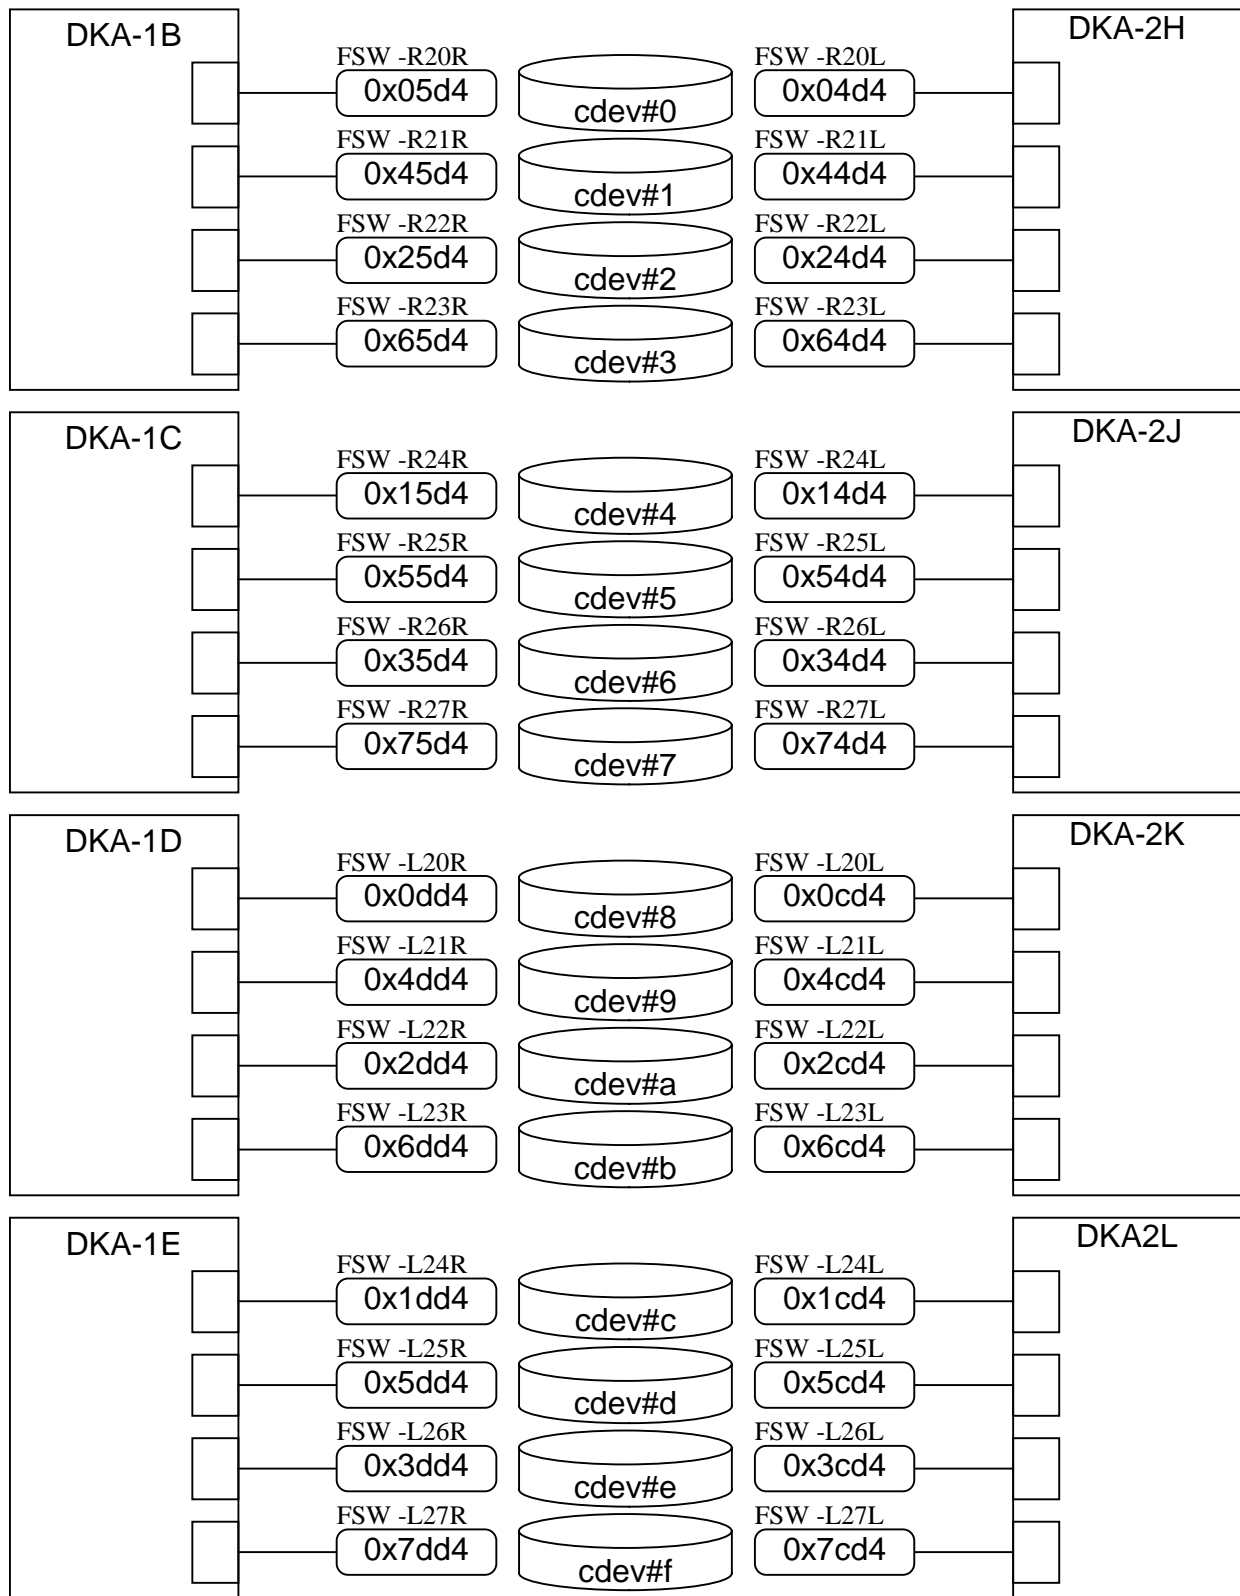 DKA-1B
DKA-2H
FSW -R20R
FSW -R20L
0x05d4
cdev#0
0x04d4
FSW -R21R
FSW -R21L
0x45d4
cdev#1
0x44d4
FSW -R22R
FSW -R22L
0x25d4
cdev#2
0x24d4
FSW -R23R
FSW -R23L
0x65d4
cdev#3
0x64d4
DKA-1C
DKA-2J
FSW -R24R
FSW -R24L
0x15d4
cdev#4
0x14d4
FSW -R25R
FSW -R25L
0x55d4
cdev#5
0x54d4
FSW -R26R
FSW -R26L
0x35d4
cdev#6
0x34d4
FSW -R27R
FSW -R27L
0x75d4
cdev#7
0x74d4
DKA-1D
DKA-2K
FSW -L20R
FSW -L20L
0x0dd4
cdev#8
0x0cd4
FSW -L21R
FSW -L21L
0x4dd4
cdev#9
0x4cd4
FSW -L22R
FSW -L22L
0x2dd4
cdev#a
0x2cd4
FSW -L23R
FSW -L23L
0x6dd4
cdev#b
0x6cd4
DKA-1E
DKA2L
FSW -L24R
FSW -L24L
0x1dd4
cdev#c
0x1cd4
FSW -L25R
FSW -L25L
0x5dd4
cdev#d
0x5cd4
FSW -L26R
FSW -L26L
0x3dd4
cdev#e
0x3cd4
FSW -L27R
FSW -L27L
0x7dd4
cdev#f
0x7cd4